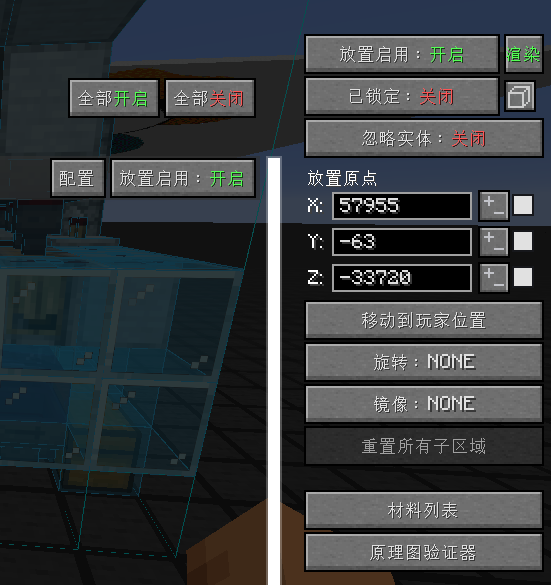 放置启用：开启
渲染
全部开启
全部关闭
已锁定：关闭
忽略实体：关闭
配置
放置启用：开启
放置原点
X: 57955
Y: -63
Z: -33720
移动到玩家位置
旋转：NONE
镜像：NONE
重置所有子区域
材料列表
原理图验证器